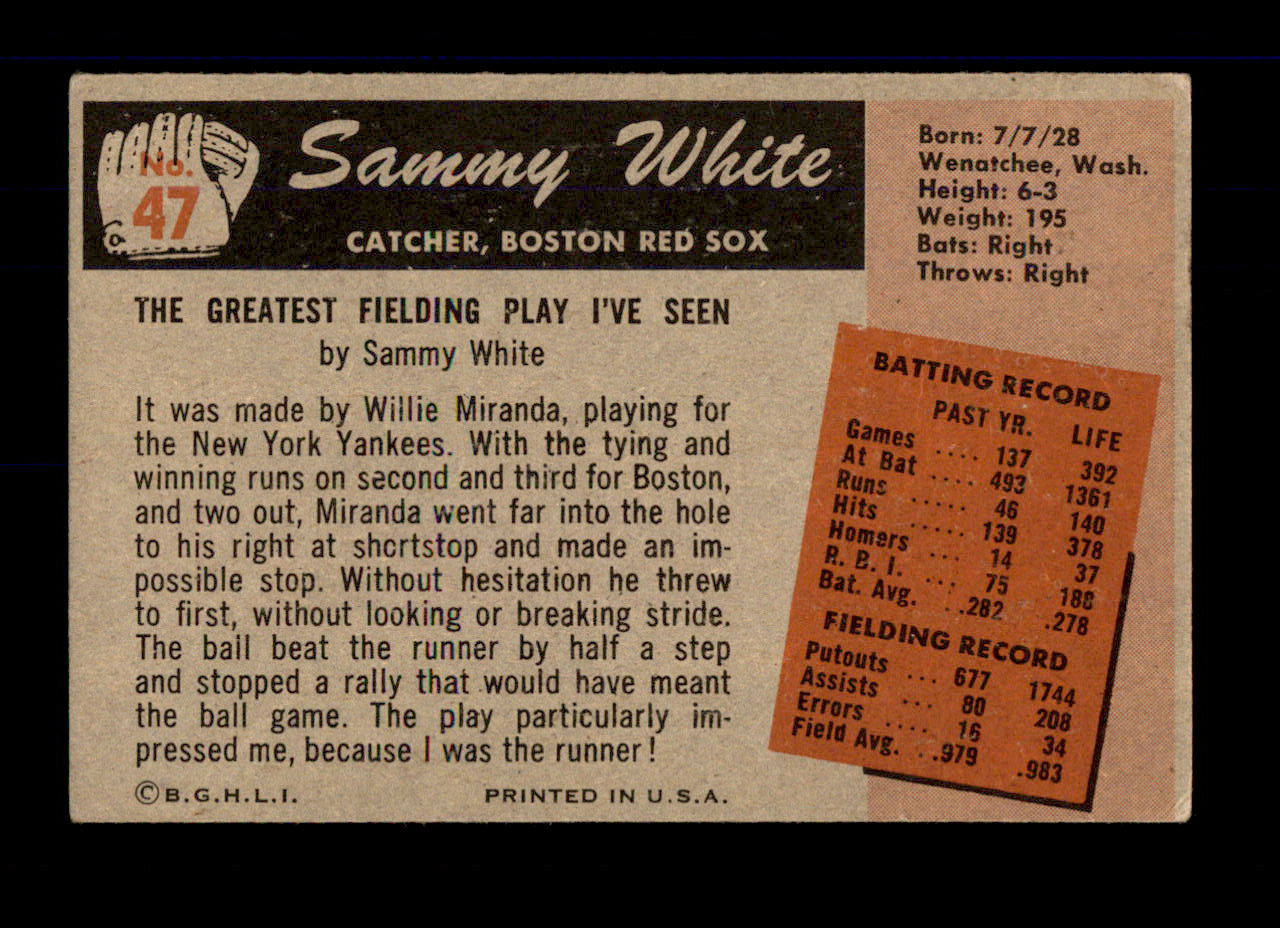 No.
47
Sammy White
CATCHER, BOSTON RED SOX
Born: 7/7/28
Wenatchee, Wash.
Height: 6-3
Weight: 195
Bats: Right
Throws: Right
THE GREATEST FIELDING PLAY I'VE SEEN
by Sammy White
It was made by Willie Miranda, playing for
the New York Yankees. With the tying and
winning runs on second and third for Boston,
and two out, Miranda went far into the hole
to his right at shortstop and made an im-
possible stop. Without hesitation he threw
to first, without looking or breaking stride.
The ball beat the runner by half a step
and stopped a rally that would have meant
the ball game. The play particularly im-
pressed me, because I was the runner!
©B.G.H.L.I. PRINTED IN U.S.A.
BATTING RECORD
PAST YR. LIFE
Games .... 137 392
At Bat .... 493 1361
Runs ..... 46 140
Hits ..... 139 378
Homers ... 14 37
R. B. I. ... 75 188
Bat. Avg. . .282 .278
FIELDING RECORD
Putouts ... 677 1744
Assists ... 80 208
Errors .... 16 34
Field Avg. . .979 .983